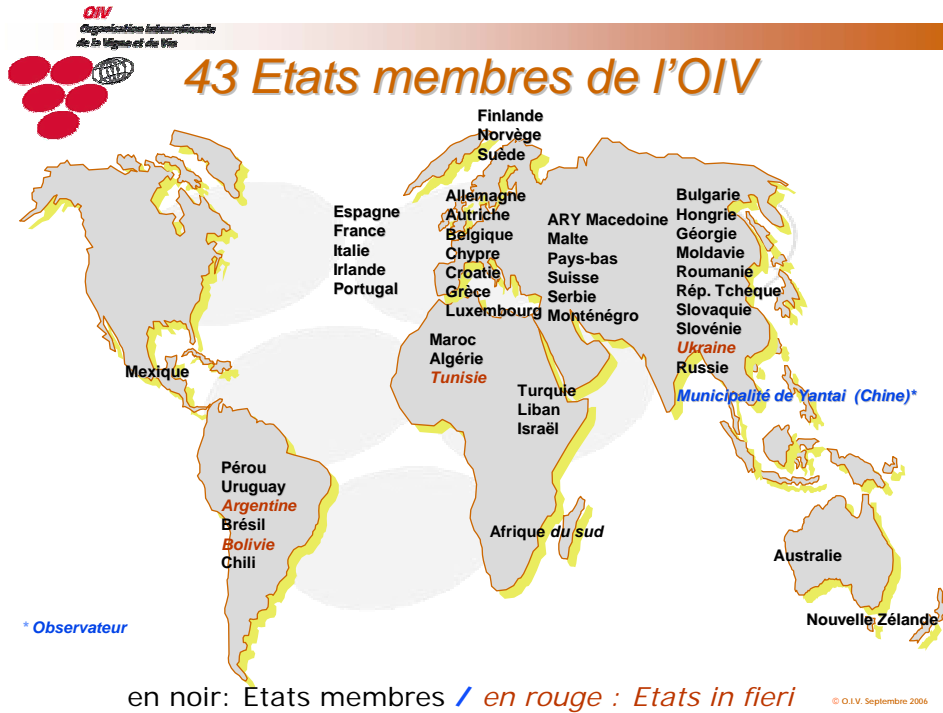 OIV
Organisation Internationale
de la Vigne et du Vin
43 Etats membres de l'OIV
Finlande
Norvège
Suède
Espagne
France
Italie
Irlande
Portugal
Allemagne
Autriche
Belgique
Chypre
Croatie
Grèce
Luxembourg
ARY Macedoine
Malte
Pays-bas
Suisse
Serbie
Monténégro
Bulgarie
Hongrie
Géorgie
Moldavie
Roumanie
Rép. Tcheque
Slovaquie
Slovénie
Ukraine
Russie
Municipalité de Yantai (Chine)*
Maroc
Algérie
Tunisie
Mexique
Turquie
Liban
Israël
Pérou
Uruguay
Argentine
Brésil
Bolivie
Chili
Afrique du sud
Australie
Nouvelle Zélande
* Observateur
en noir: Etats membres / en rouge : Etats in fieri
© O.I.V. Septembre 2006